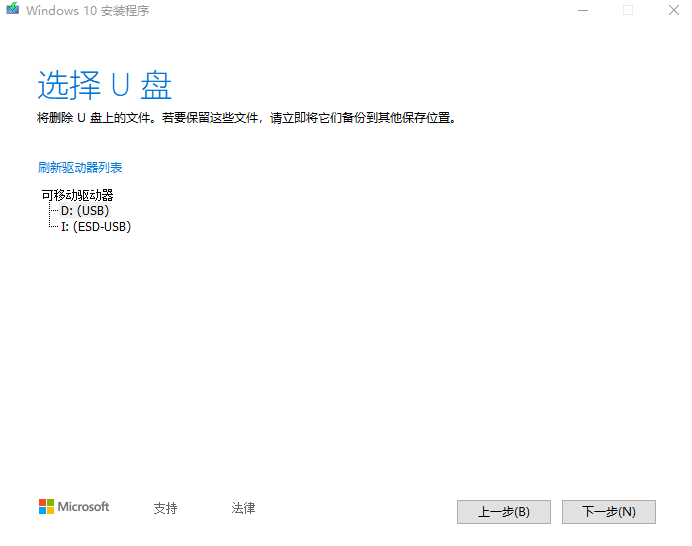 Windows 10 安装程序
选择 U 盘
将删除 U 盘上的文件。若要保留这些文件，请立即将它们备份到其他保存位置。
刷新驱动器列表
可移动驱动器
D: (USB)
I: (ESD-USB)
Microsoft 支持 法律 上一步(B) 下一步(N)